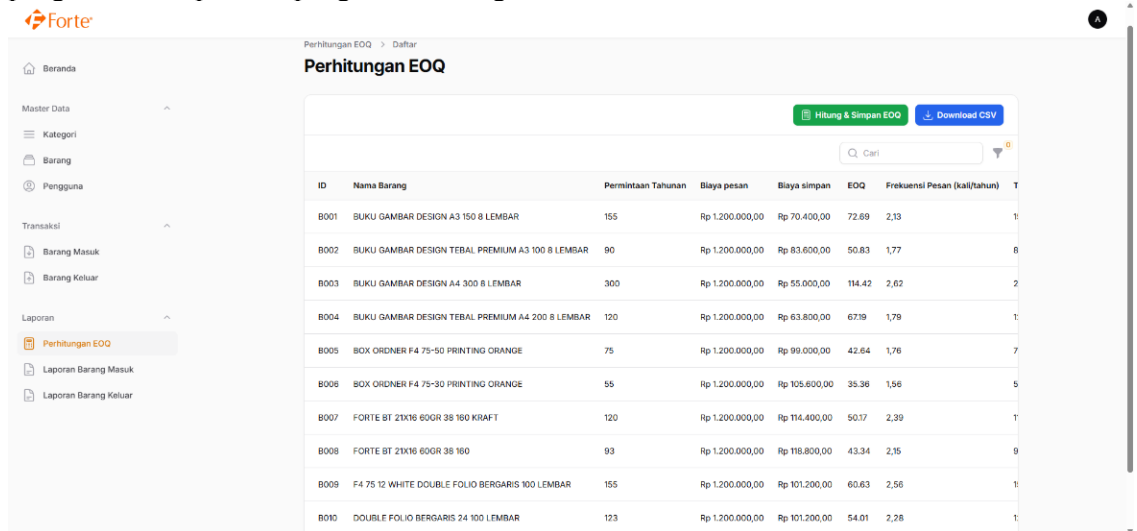 Forte
A
Perhitungan EOQ > Daftar
Perhitungan EOQ
Beranda
Master Data
Kategori
Barang
Pengguna
Transaksi
Barang Masuk
Barang Keluar
Laporan
Perhitungan EOQ
Laporan Barang Masuk
Laporan Barang Keluar
Hitung & Simpan EOQ Download CSV
Cari 0
ID Nama Barang Permintaan Tahunan Biaya pesan Biaya simpan EOQ Frekuensi Pesan (kali/tahun)
B001 BUKU GAMBAR DESIGN A3 150 8 LEMBAR 155 Rp 1.200.000,00 Rp 70.400,00 72.69 2,13
B002 BUKU GAMBAR DESIGN TEBAL PREMIUM A3 100 8 LEMBAR 90 Rp 1.200.000,00 Rp 83.600,00 50.83 1,77
B003 BUKU GAMBAR DESIGN A4 300 8 LEMBAR 300 Rp 1.200.000,00 Rp 55.000,00 114.42 2,62
B004 BUKU GAMBAR DESIGN TEBAL PREMIUM A4 200 8 LEMBAR 120 Rp 1.200.000,00 Rp 63.800,00 67.19 1,79
B005 BOX ORDNER F4 75-50 PRINTING ORANGE 75 Rp 1.200.000,00 Rp 99.000,00 42.64 1,76
B006 BOX ORDNER F4 75-30 PRINTING ORANGE 55 Rp 1.200.000,00 Rp 105.600,00 35.36 1,56
B007 FORTE BT 21X16 60GR 38 160 KRAFT 120 Rp 1.200.000,00 Rp 114.400,00 50.17 2,39
B008 FORTE BT 21X16 60GR 38 160 93 Rp 1.200.000,00 Rp 118.800,00 43.34 2,15
B009 F4 75 12 WHITE DOUBLE FOLIO BERGARIS 100 LEMBAR 155 Rp 1.200.000,00 Rp 101.200,00 60.63 2,56
B010 DOUBLE FOLIO BERGARIS 24 100 LEMBAR 123 Rp 1.200.000,00 Rp 101.200,00 54.01 2,28